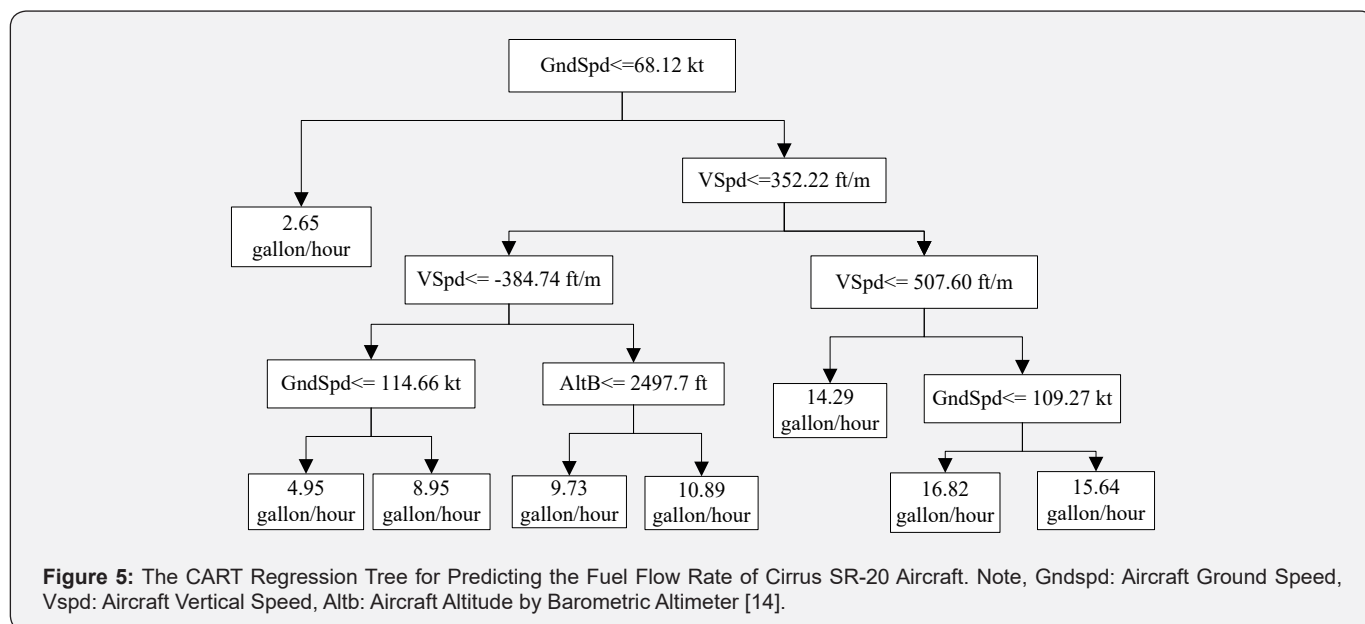 GndSpd<=68.12 kt
VSpd<=352.22 ft/m
2.65
gallon/hour
VSpd<= -384.74 ft/m
VSpd<= 507.60 ft/m
GndSpd<= 114.66 kt
AltB<= 2497.7 ft
14.29
gallon/hour
GndSpd<= 109.27 kt
4.95
gallon/hour
8.95
gallon/hour
9.73
gallon/hour
10.89
gallon/hour
16.82
gallon/hour
15.64
gallon/hour
Figure 5: The CART Regression Tree for Predicting the Fuel Flow Rate of Cirrus SR-20 Aircraft. Note, Gndspd: Aircraft Ground Speed,
Vspd: Aircraft Vertical Speed, Altb: Aircraft Altitude by Barometric Altimeter [14].